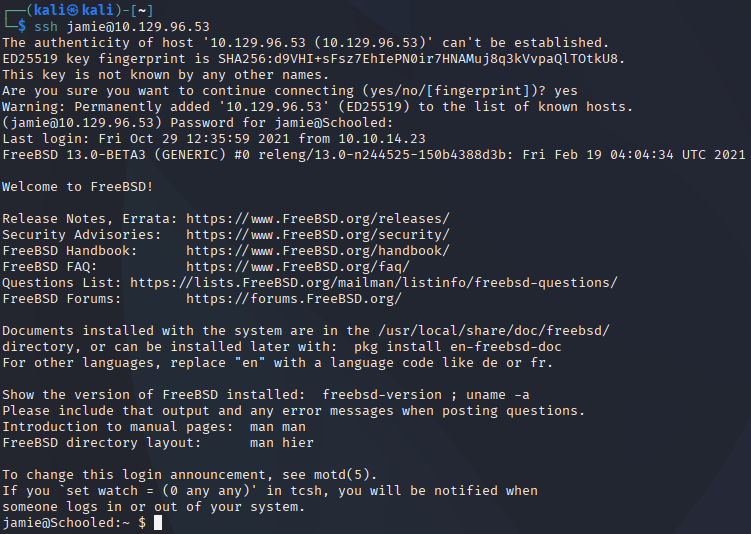 ┌──(kali㉿kali)-[~]
└─$ ssh jamie@10.129.96.53
The authenticity of host '10.129.96.53 (10.129.96.53)' can't be established.
ED25519 key fingerprint is SHA256:d9VHI+sFsz7EhIePN0ir7HNAMuj8q3kVvpaQlTOtkU8.
This key is not known by any other names.
Are you sure you want to continue connecting (yes/no/[fingerprint])? yes
Warning: Permanently added '10.129.96.53' (ED25519) to the list of known hosts.
(jamie@10.129.96.53) Password for jamie@Schooled:
Last login: Fri Oct 29 12:35:59 2021 from 10.10.14.23
FreeBSD 13.0-BETA3 (GENERIC) #0 releng/13.0-n244525-150b4388d3b: Fri Feb 19 04:04:34 UTC 2021
Welcome to FreeBSD!
Release Notes, Errata: https://www.FreeBSD.org/releases/
Security Advisories:   https://www.FreeBSD.org/security/
FreeBSD Handbook:      https://www.FreeBSD.org/handbook/
FreeBSD FAQ:           https://www.FreeBSD.org/faq/
Questions List: https://lists.FreeBSD.org/mailman/listinfo/freebsd-questions/
FreeBSD Forums:        https://forums.FreeBSD.org/
Documents installed with the system are in the /usr/local/share/doc/freebsd/
directory, or can be installed later with:  pkg install en-freebsd-doc
For other languages, replace "en" with a language code like de or fr.
Show the version of FreeBSD installed:  freebsd-version ; uname -a
Please include that output and any error messages when posting questions.
Introduction to manual pages:  man man
FreeBSD directory layout:      man hier
To change this login announcement, see motd(5).
If you `set watch = (0 any any)' in tcsh, you will be notified when
someone logs in or out of your system.
jamie@Schooled:~ $